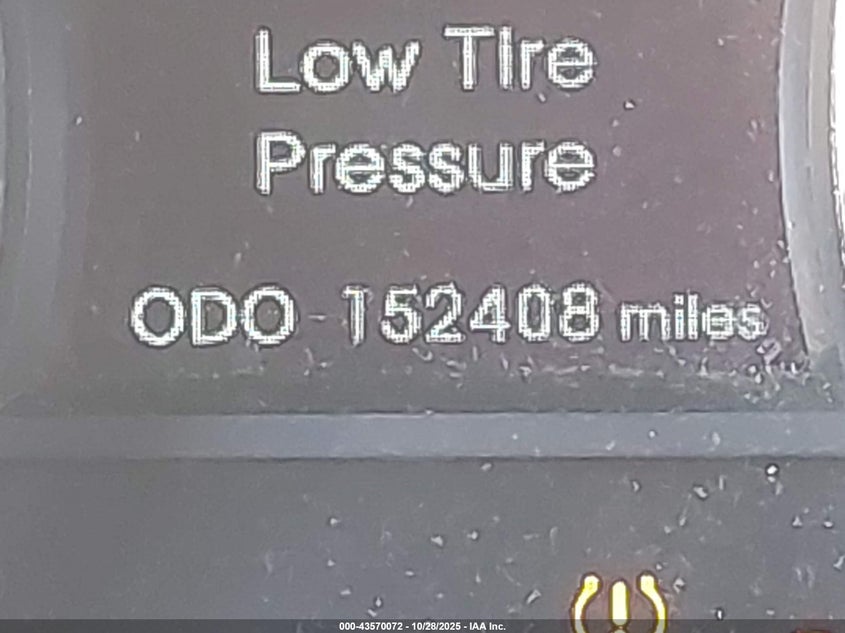 Low Tire
Pressure
ODO 152408 miles
000-43570072 - 10/28/2025 - IAA Inc.